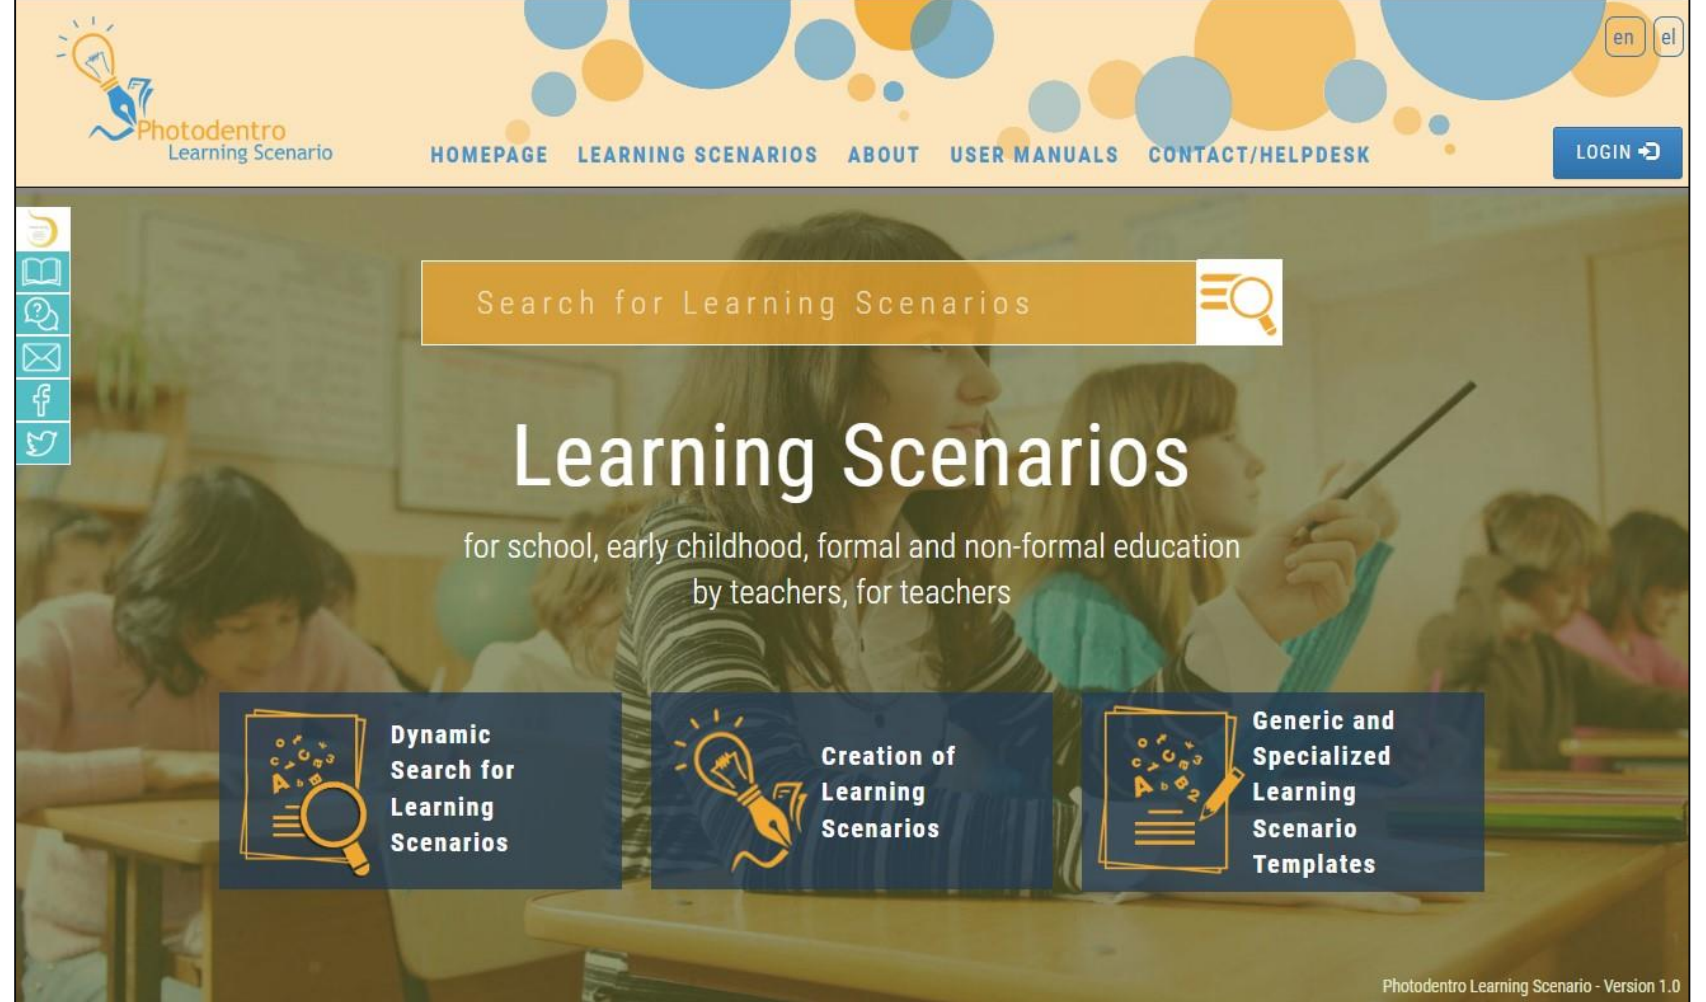 en
el
Photodentro
Learning Scenario
HOMEPAGE LEARNING SCENARIOS ABOUT USER MANUALS CONTACT/HELPDESK
LOGIN
Search for Learning Scenarios
Learning Scenarios
for school, early childhood, formal and non-formal education
by teachers, for teachers
Dynamic
Search for
Learning
Scenarios
Creation of
Learning
Scenarios
Generic and
Specialized
Learning
Scenario
Templates
Photodentro Learning Scenario - Version 1.0